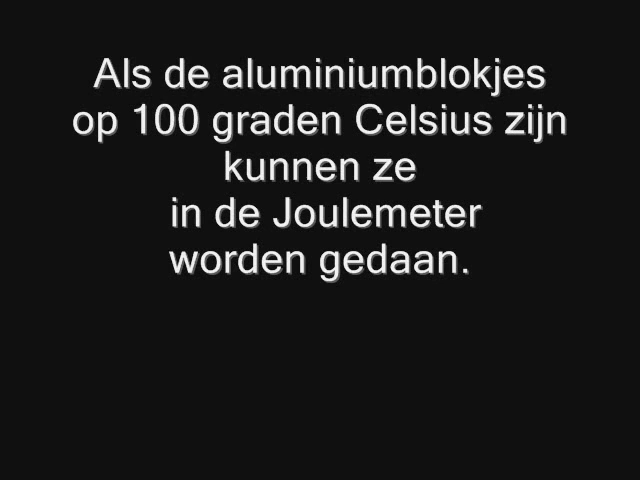 Als de aluminiumblokjes
op 100 graden Celsius zijn
kunnen ze
in de Joulemeter
worden gedaan.